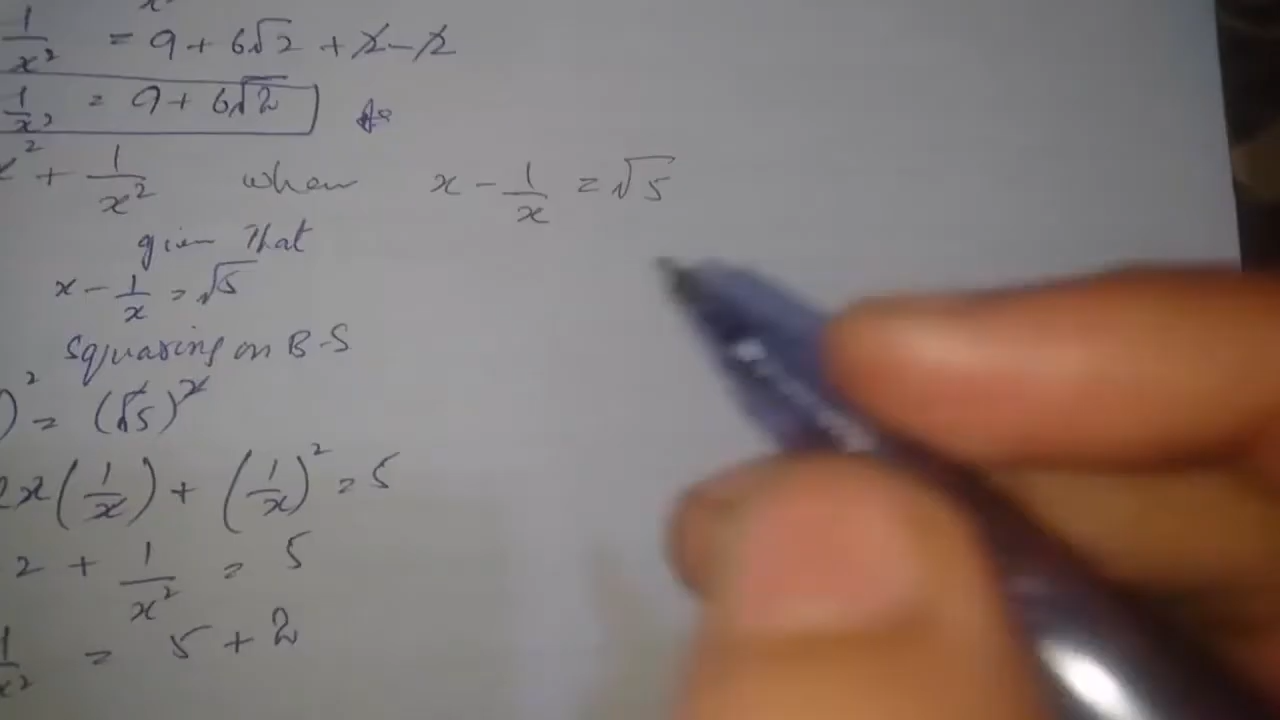 1/x² = 9 + 6√2 + 2 - 2
1/x² = 9 + 6√2
x² + 1/x² when x - 1/x = √5
given That
x - 1/x = √5
Squaring on B-S
)² = (√5)²
2x(1/x) + (1/x)² = 5
2 + 1/x² = 5
1/x² = 5 + 2